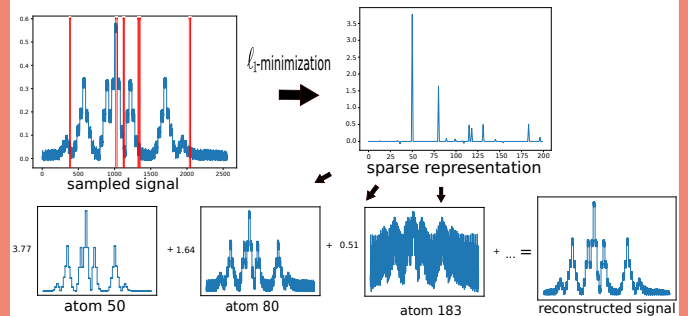 0.6
0.5
0.4
0.3
0.2
0.1
0.0
0 500 1000 1500 2000 2500
sampled signal
ℓ1-minimization
3.5
3.0
2.5
2.0
1.5
1.0
0.5
0.0
0 25 50 75 100 125 150 175 200
sparse representation
3.77
+ 1.64
+ 0.51
+ ... =
atom 50
atom 80
atom 183
reconstructed signal